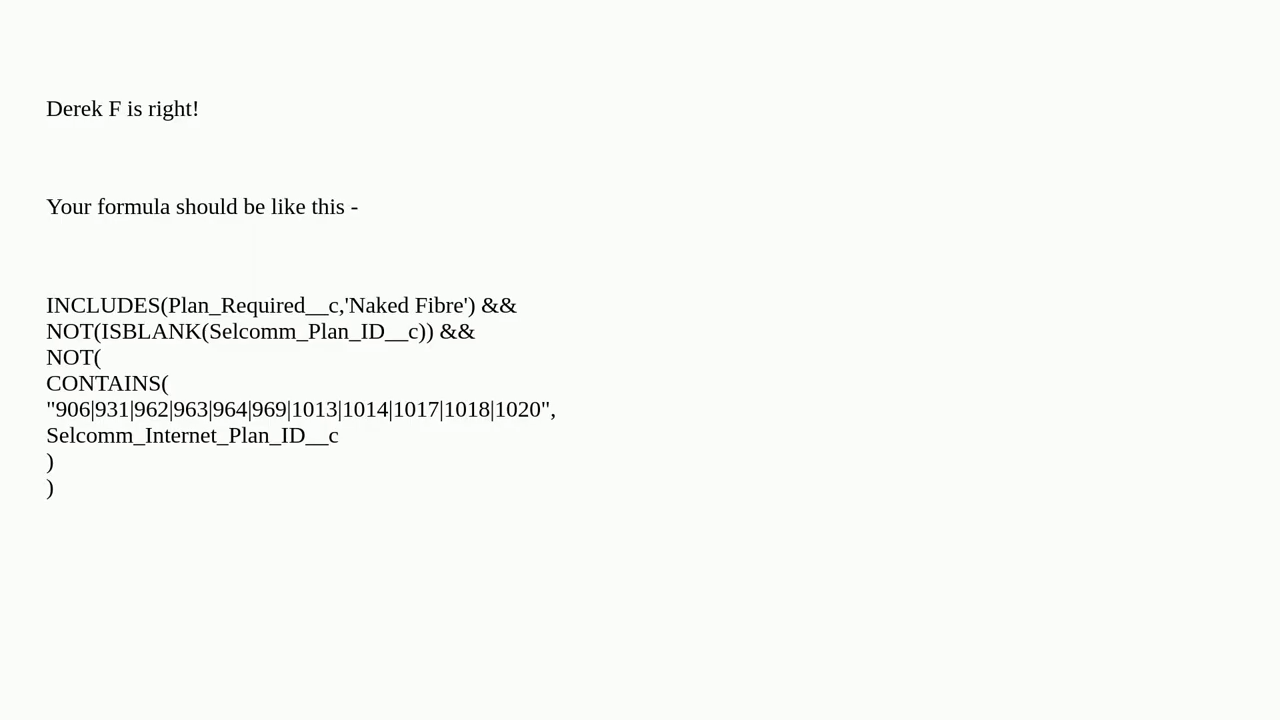 Derek F is right!
Your formula should be like this -
INCLUDES(Plan_Required__c,'Naked Fibre') &&
NOT(ISBLANK(Selcomm_Plan_ID__c)) &&
NOT(
CONTAINS(
"906|931|962|963|964|969|1013|1014|1017|1018|1020",
Selcomm_Internet_Plan_ID__c
)
)